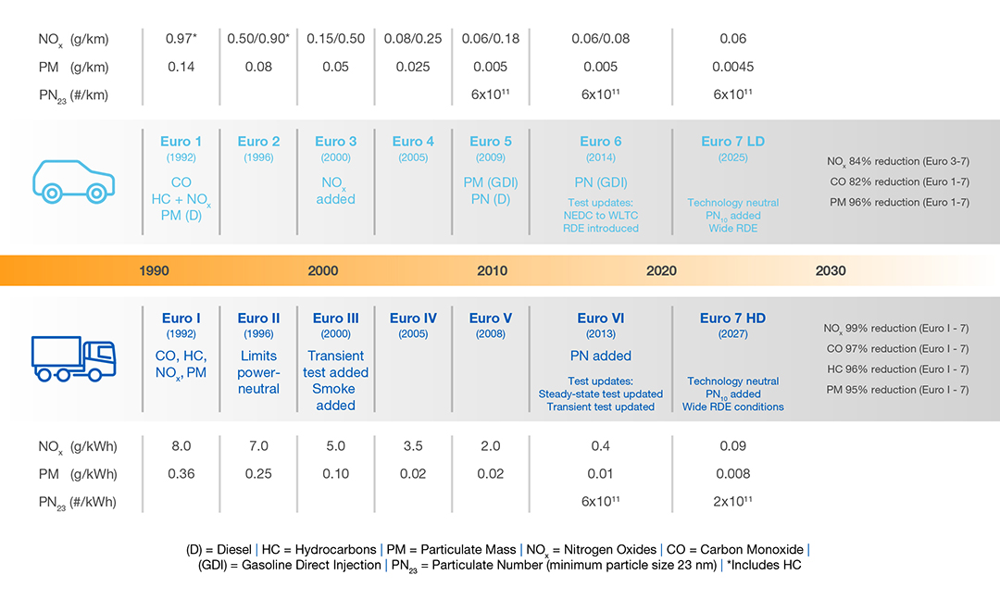 NOx (g/km) 0.97* 0.50/0.90* 0.15/0.50 0.08/0.25 0.06/0.18 0.06/0.08 0.06
PM (g/km) 0.14 0.08 0.05 0.025 0.005 0.005 0.0045
PN23 (#/km) 6x10¹¹ 6x10¹¹ 6x10¹¹
Euro 1 Euro 2 Euro 3 Euro 4 Euro 5 Euro 6 Euro 7 LD
(1992) (1996) (2000) (2005) (2009) (2014) (2025)
CO
HC + NOx
PM (D)
NOx
added
PM (GDI)
PN (D)
PN (GDI)
Test updates:
NEDC to WLTC
RDE introduced
Technology neutral
PN10 added
Wide RDE
NOx 84% reduction (Euro 3-7)
CO 82% reduction (Euro 1-7)
PM 96% reduction (Euro 1-7)
1990 2000 2010 2020 2030
Euro I Euro II Euro III Euro IV Euro V Euro VI Euro 7 HD
(1992) (1996) (2000) (2005) (2008) (2013) (2027)
CO, HC,
NOx, PM
Limits
power-
neutral
Transient
test added
Smoke
added
PN added
Test updates:
Steady-state test updated
Transient test updated
Technology neutral
PN10 added
Wide RDE conditions
NOx 99% reduction (Euro I - 7)
CO 97% reduction (Euro I - 7)
HC 96% reduction (Euro I - 7)
PM 95% reduction (Euro I - 7)
NOx (g/kWh) 8.0 7.0 5.0 3.5 2.0 0.4 0.09
PM (g/kWh) 0.36 0.25 0.10 0.02 0.02 0.01 0.008
PN23 (#/kWh) 6x10¹¹ 2x10¹¹
(D) = Diesel | HC = Hydrocarbons | PM = Particulate Mass | NOx = Nitrogen Oxides | CO = Carbon Monoxide |
(GDI) = Gasoline Direct Injection | PN23 = Particulate Number (minimum particle size 23 nm) | *Includes HC